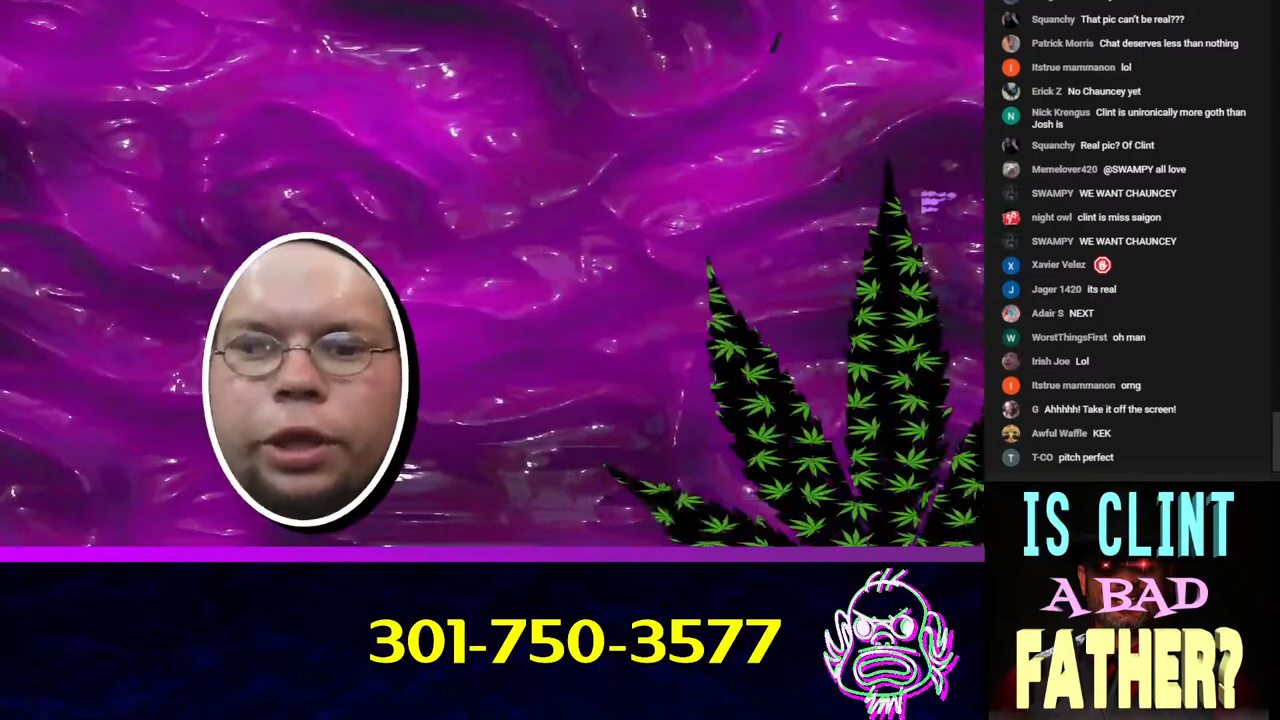 Squanchy That pic can't be real???
Patrick Morris Chat deserves less than nothing
Itstrue mammanon lol
Erick Z No Chauncey yet
Nick Krengus Clint is unironically more goth than
Josh is
Squanchy Real pic? Of Clint
Memelover420 @SWAMPY all love
SWAMPY WE WANT CHAUNCEY
night owl clint is miss saigon
SWAMPY WE WANT CHAUNCEY
X Xavier Velez
J Jager 1420 its real
Adair S NEXT
W WorstThingsFirst oh man
Irish Joe Lol
I Itstrue mammanon omg
G Ahhhhh! Take it off the screen!
Awful Waffle KEK
T T-CO pitch perfect
IS CLINT
A BAD
FATHER?
301-750-3577